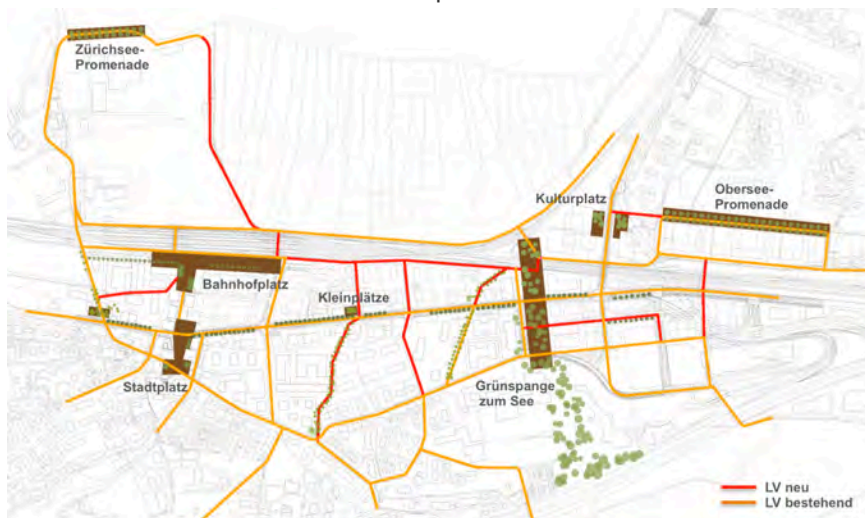 Zürichsee-
Promenade
Kulturplatz
Obersee-
Promenade
Bahnhofplatz
Kleinplätze
Stadtplatz
Grünspange
zum See
LV neu
LV bestehend